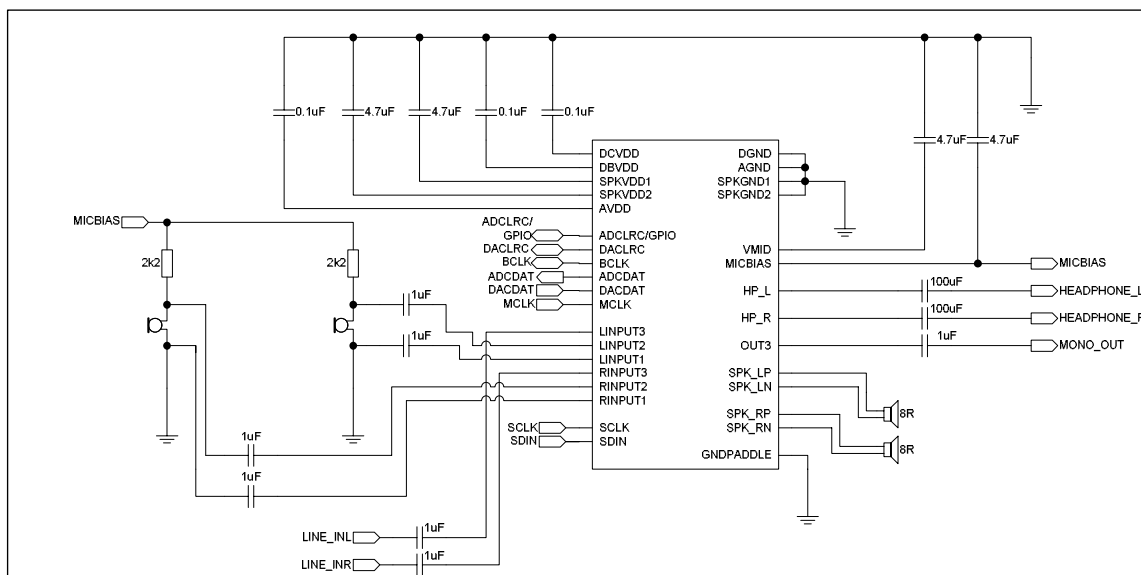 0.1uF
4.7uF
4.7uF
0.1uF
0.1uF
4.7uF
4.7uF
DCVDD
DBVDD
SPKVDD1
SPKVDD2
AVDD
DGND
AGND
SPKGND1
SPKGND2
MICBIAS
2k2
2k2
1uF
1uF
1uF
1uF
ADCLRC/
GPIO
DACLRC
BCLK
ADCDAT
DACDAT
MCLK
ADCLRC/GPIO
DACLRC
BCLK
ADCDAT
DACDAT
MCLK
LINPUT3
LINPUT2
LINPUT1
RINPUT3
RINPUT2
RINPUT1
SCLK
SDIN
SCLK
SDIN
VMID
MICBIAS
HP_L
HP_R
OUT3
SPK_LP
SPK_LN
SPK_RP
SPK_RN
GNDPADDLE
MICBIAS
100uF
HEADPHONE_L
100uF
1uF
MONO_OUT
8R
8R
LINE_INL
1uF
LINE_INR
1uF